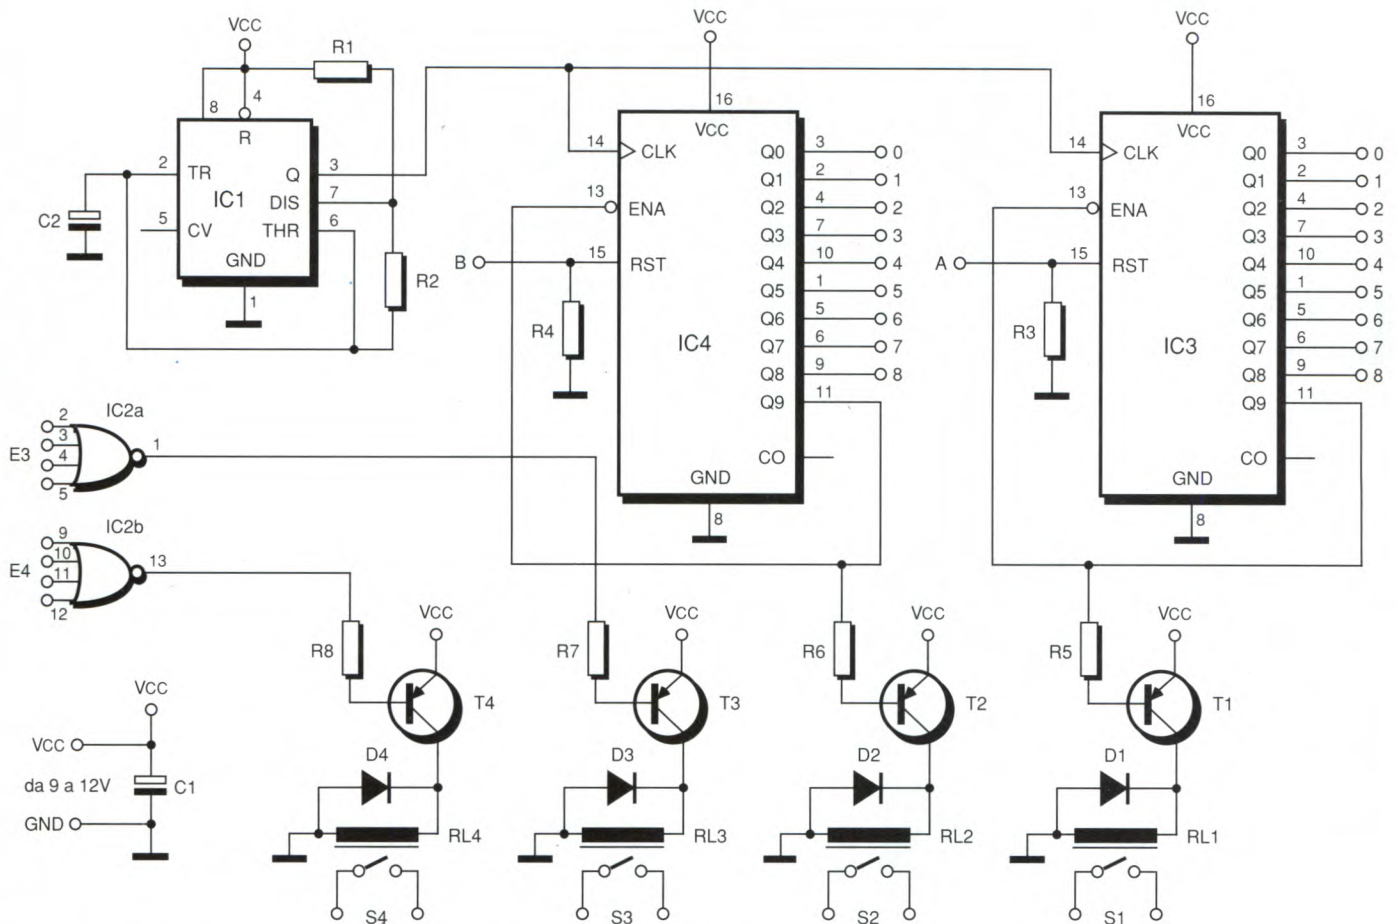 VCC
R1
8
4
R
2
TR
Q
3
IC1
DIS
7
5
CV
THR
6
GND
1
C2
R2
VCC
16
VCC
14
CLK
13
ENA
B
15
RST
R4
IC4
Q0 3 0
Q1 2 1
Q2 4 2
Q3 7 3
Q4 10 4
Q5 1 5
Q6 5 6
Q7 6 7
Q8 9 8
Q9 11
CO
GND
8
VCC
16
VCC
14
CLK
13
ENA
A
15
RST
R3
IC3
Q0 3 0
Q1 2 1
Q2 4 2
Q3 7 3
Q4 10 4
Q5 1 5
Q6 5 6
Q7 6 7
Q8 9 8
Q9 11
CO
GND
8
IC2a
2
3
E3
4
5
1
IC2b
9
10
E4
11
12
13
VCC
VCC
da 9 a 12V
C1
GND
R8
VCC
T4
D4
RL4
S4
R7
VCC
T3
D3
RL3
S3
R6
VCC
T2
D2
RL2
S2
R5
VCC
T1
D1
RL1
S1